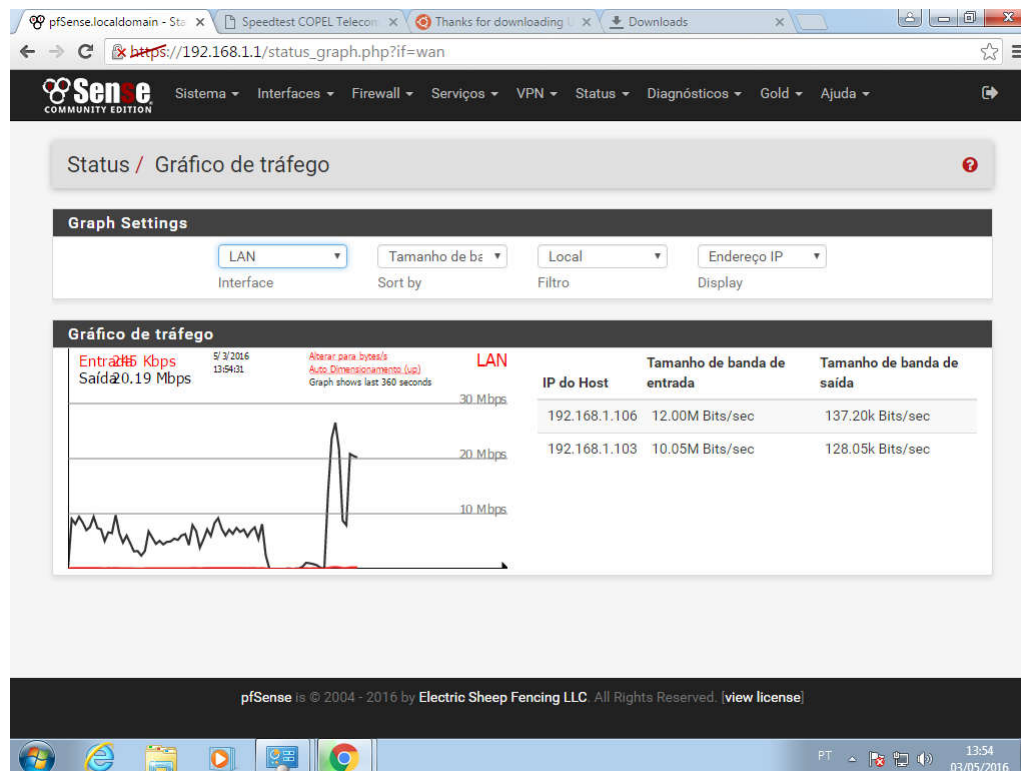 pfSense.localdomain - Sta
Speedtest COPEL Telecom
Thanks for downloading U
Downloads
https://192.168.1.1/status_graph.php?if=wan
Sense
COMMUNITY EDITION
Sistema
Interfaces
Firewall
Serviços
VPN
Status
Diagnósticos
Gold
Ajuda
Status / Gráfico de tráfego
Graph Settings
LAN
Tamanho de ba
Local
Endereço IP
Interface
Sort by
Filtro
Display
Gráfico de tráfego
Kbps
Saída 20.19 Mbps
5/ 3/2016
13:54:31
Alterar para bytes/s
Auto Dimensionamento (up)
Graph shows last 360 seconds
LAN
30 Mbps
20 Mbps
10 Mbps
IP do Host
Tamanho de banda de entrada
Tamanho de banda de saída
192.168.1.106 12.00M Bits/sec 137.20k Bits/sec
192.168.1.103 10.05M Bits/sec 128.05k Bits/sec
pfSense is © 2004 - 2016 by Electric Sheep Fencing LLC. All Rights Reserved. [view license]
PT
13:54
03/05/2016